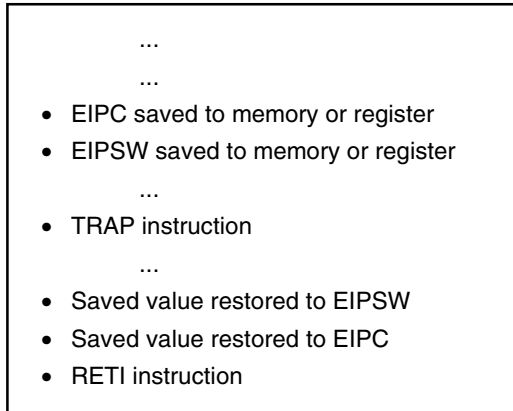 ...
...
• EIPC saved to memory or register
• EIPSW saved to memory or register
...
• TRAP instruction
...
• Saved value restored to EIPSW
• Saved value restored to EIPC
• RETI instruction